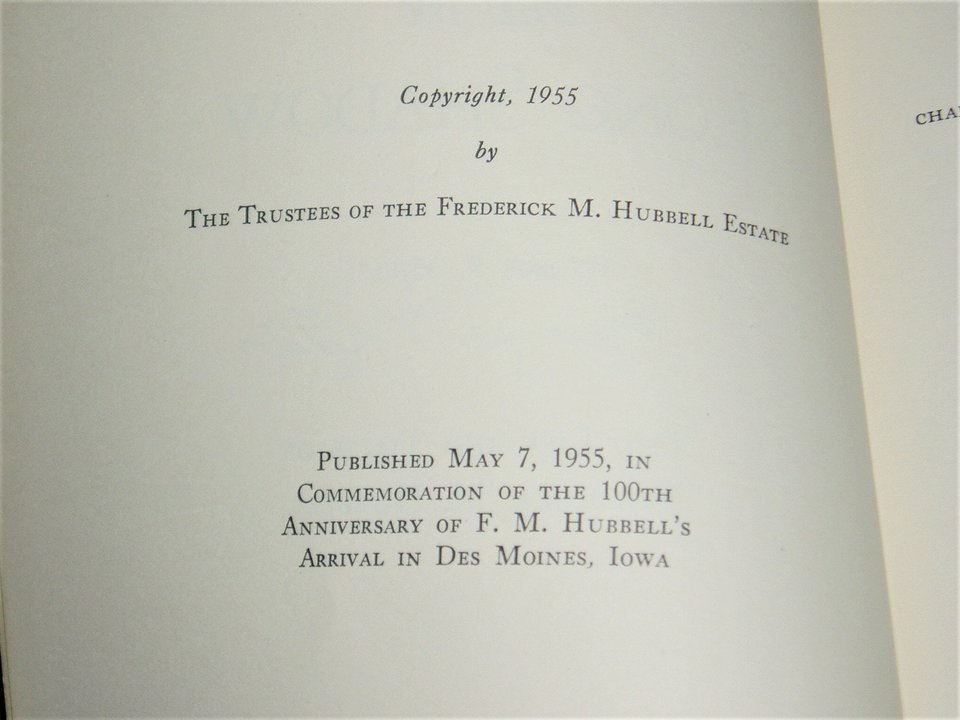 Copyright, 1955
by
The Trustees of the Frederick M. Hubbell Estate
Published May 7, 1955, in
Commemoration of the 100th
Anniversary of F. M. Hubbell's
Arrival in Des Moines, Iowa